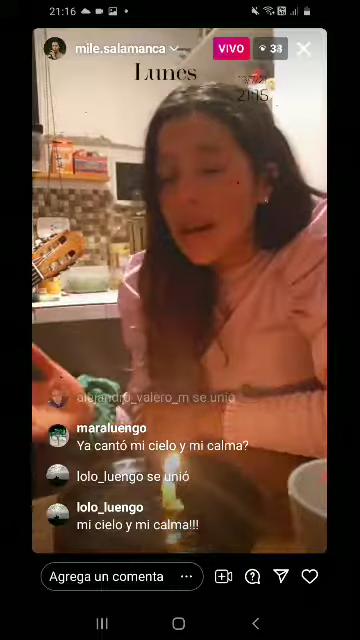 21:16
mile.salamanca
VIVO
38
Lunes
21:15
alejandro_valero_m se unió
maraluengo
Ya cantó mi cielo y mi calma?
lolo_luengo se unió
lolo_luengo
mi cielo y mi calma!!!
Agrega un comenta